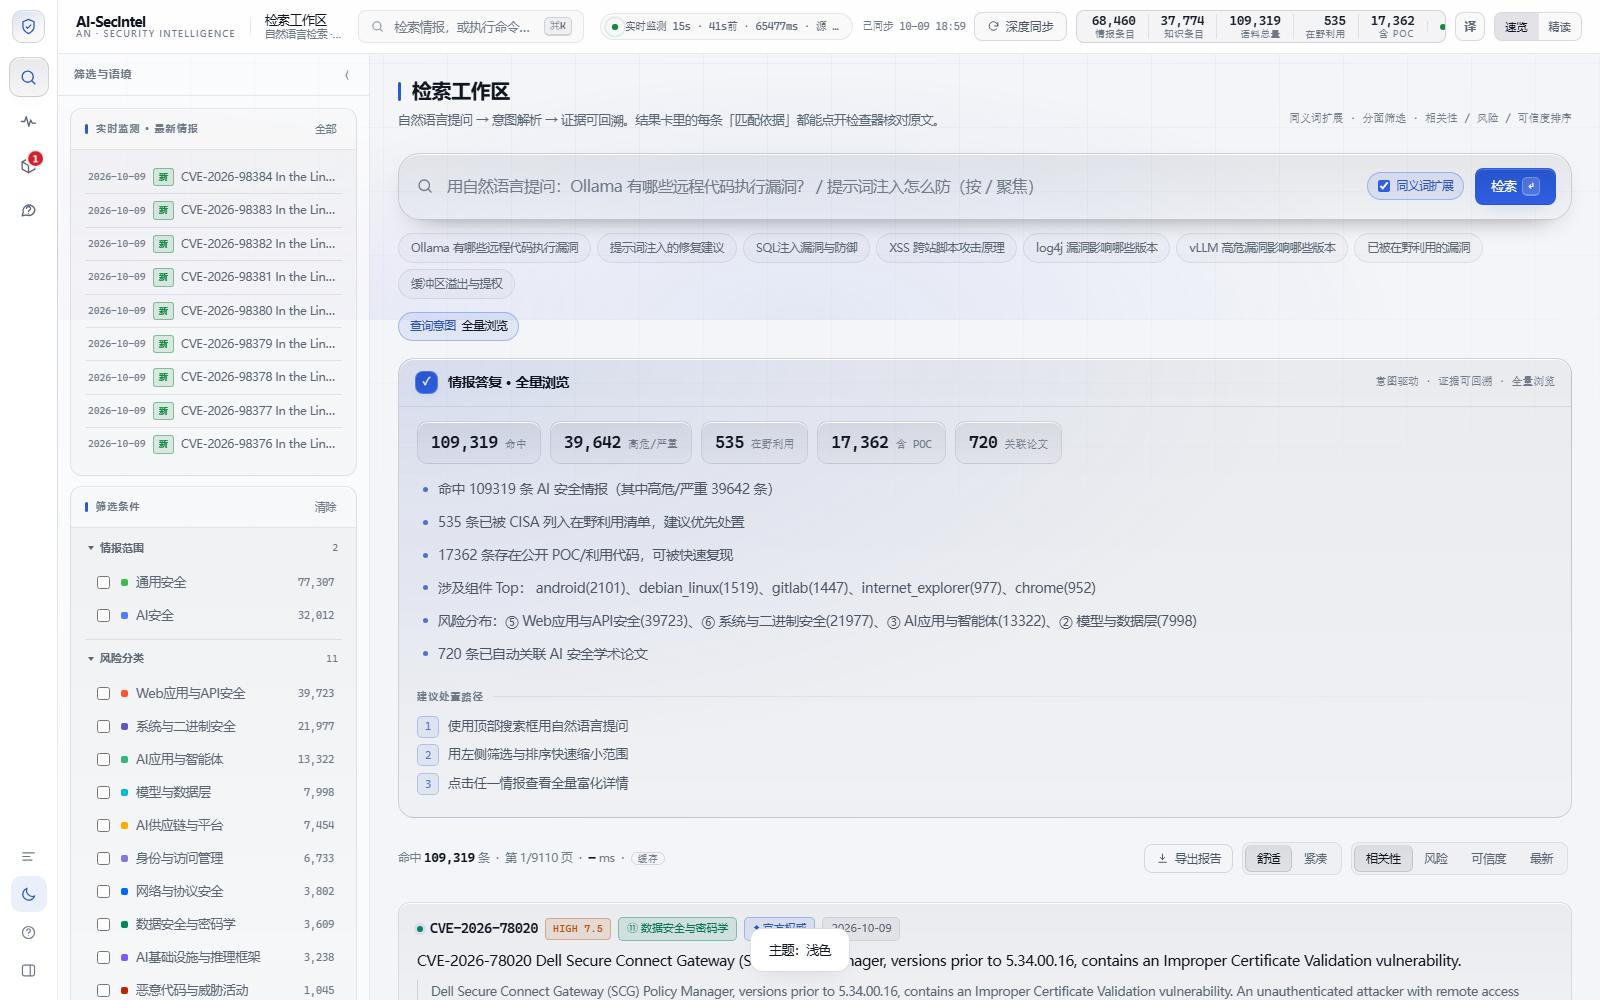 AI-SecIntel
AN · SECURITY INTELLIGENCE
检索工作区
自然语言检索 ·…
检索情报，或执行命令…
⌘K
实时监测 15s · 41s前 · 65477ms · 源 …
已同步 10-09 18:59
深度同步
68,460 情报条目
37,774 知识条目
109,319 语料总量
535 在野利用
17,362 含 POC
译
速览
精读
筛选与语境
实时监测 • 最新情报
全部
2026-10-09 新 CVE-2026-98384 In the Lin...
2026-10-09 新 CVE-2026-98383 In the Lin...
2026-10-09 新 CVE-2026-98382 In the Lin...
2026-10-09 新 CVE-2026-98381 In the Lin...
2026-10-09 新 CVE-2026-98380 In the Lin...
2026-10-09 新 CVE-2026-98379 In the Lin...
2026-10-09 新 CVE-2026-98378 In the Lin...
2026-10-09 新 CVE-2026-98377 In the Lin...
2026-10-09 新 CVE-2026-98376 In the Lin...
筛选条件
清除
情报范围 2
通用安全 77,307
AI安全 32,012
风险分类 11
Web应用与API安全 39,723
系统与二进制安全 21,977
AI应用与智能体 13,322
模型与数据层 7,998
AI供应链与平台 7,454
身份与访问管理 6,733
网络与协议安全 3,802
数据安全与密码学 3,609
AI基础设施与推理框架 3,238
恶意代码与威胁活动 1,045
1
检索工作区
自然语言提问 → 意图解析 → 证据可回溯。结果卡里的每条「匹配依据」都能点开检查器核对原文。
同义词扩展 · 分面筛选 · 相关性 / 风险 / 可信度排序
用自然语言提问：Ollama 有哪些远程代码执行漏洞？ / 提示词注入怎么防（按 / 聚焦）
同义词扩展
检索
Ollama 有哪些远程代码执行漏洞
提示词注入的修复建议
SQL注入漏洞与防御
XSS 跨站脚本攻击原理
log4j 漏洞影响哪些版本
vLLM 高危漏洞影响哪些版本
已被在野利用的漏洞
缓冲区溢出与提权
查询意图 全量浏览
情报答复 • 全量浏览
意图驱动 · 证据可回溯 · 全量浏览
109,319 命中
39,642 高危/严重
535 在野利用
17,362 含 POC
720 关联论文
• 命中 109319 条 AI 安全情报（其中高危/严重 39642 条）
• 535 条已被 CISA 列入在野利用清单，建议优先处置
• 17362 条存在公开 POC/利用代码，可被快速复现
• 涉及组件 Top： android(2101)、debian_linux(1519)、gitlab(1447)、internet_explorer(977)、chrome(952)
• 风险分布：⑤ Web应用与API安全(39723)、⑥ 系统与二进制安全(21977)、③ AI应用与智能体(13322)、② 模型与数据层(7998)
• 720 条已自动关联 AI 安全学术论文
建议处置路径
1 使用顶部搜索框用自然语言提问
2 用左侧筛选与排序快速缩小范围
3 点击任一情报查看全量富化详情
命中 109,319 条 · 第 1/9110 页 · – ms · 缓存
导出报告
舒适
紧凑
相关性
风险
可信度
最新
CVE-2026-78020 HIGH 7.5 ⑪ 数据安全与密码学 2026-10-09
主题：浅色
CVE-2026-78020 Dell Secure Connect Gateway (S nager, versions prior to 5.34.00.16, contains an Improper Certificate Validation vulnerability.
Dell Secure Connect Gateway (SCG) Policy Manager, versions prior to 5.34.00.16, contains an Improper Certificate Validation vulnerability. An unauthenticated attacker with remote access